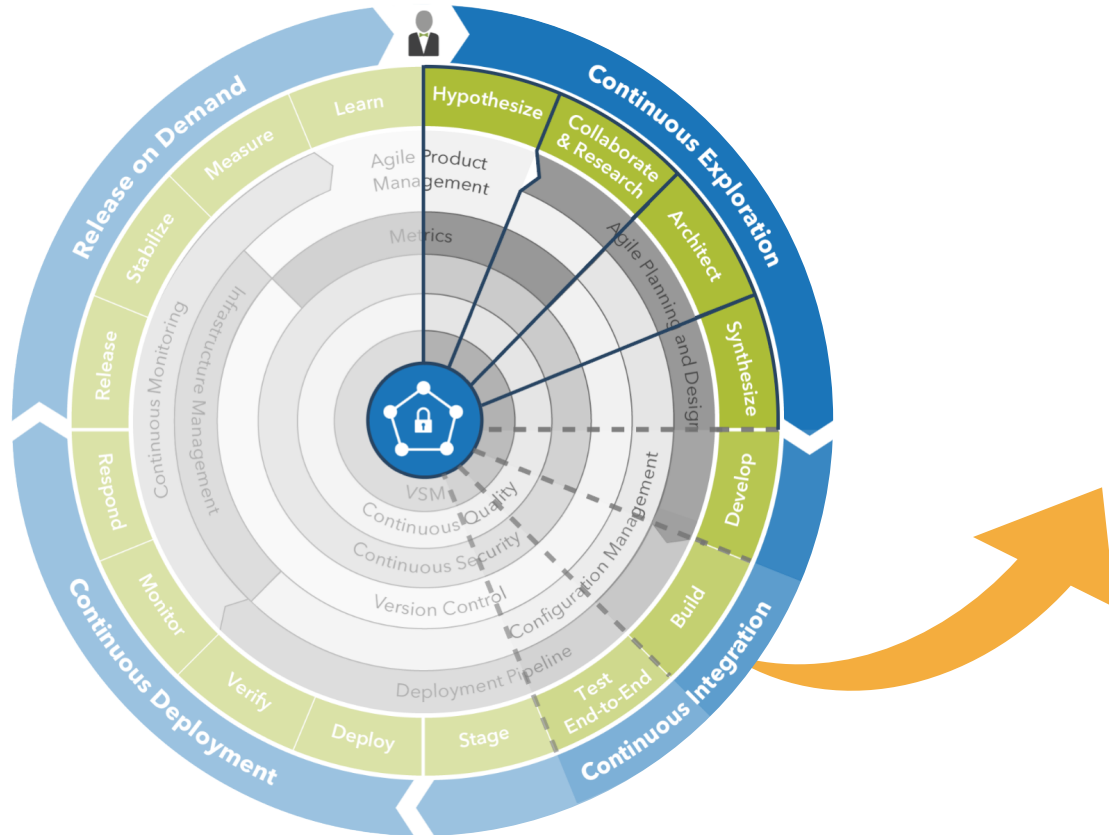 Continuous Exploration
Hypothesize
Collaborate
& Research
Architect
Synthesize
Continuous Integration
Develop
Build
Test
End-to-End
Stage
Continuous Deployment
Deploy
Verify
Monitor
Respond
Release on Demand
Release
Stabilize
Measure
Learn
Agile Product
Management
Agile Planning and Design
Metrics
Continuous Monitoring
Infrastructure Management
VSM
Continuous Quality
Continuous Security
Version Control
Configuration Management
Deployment Pipeline